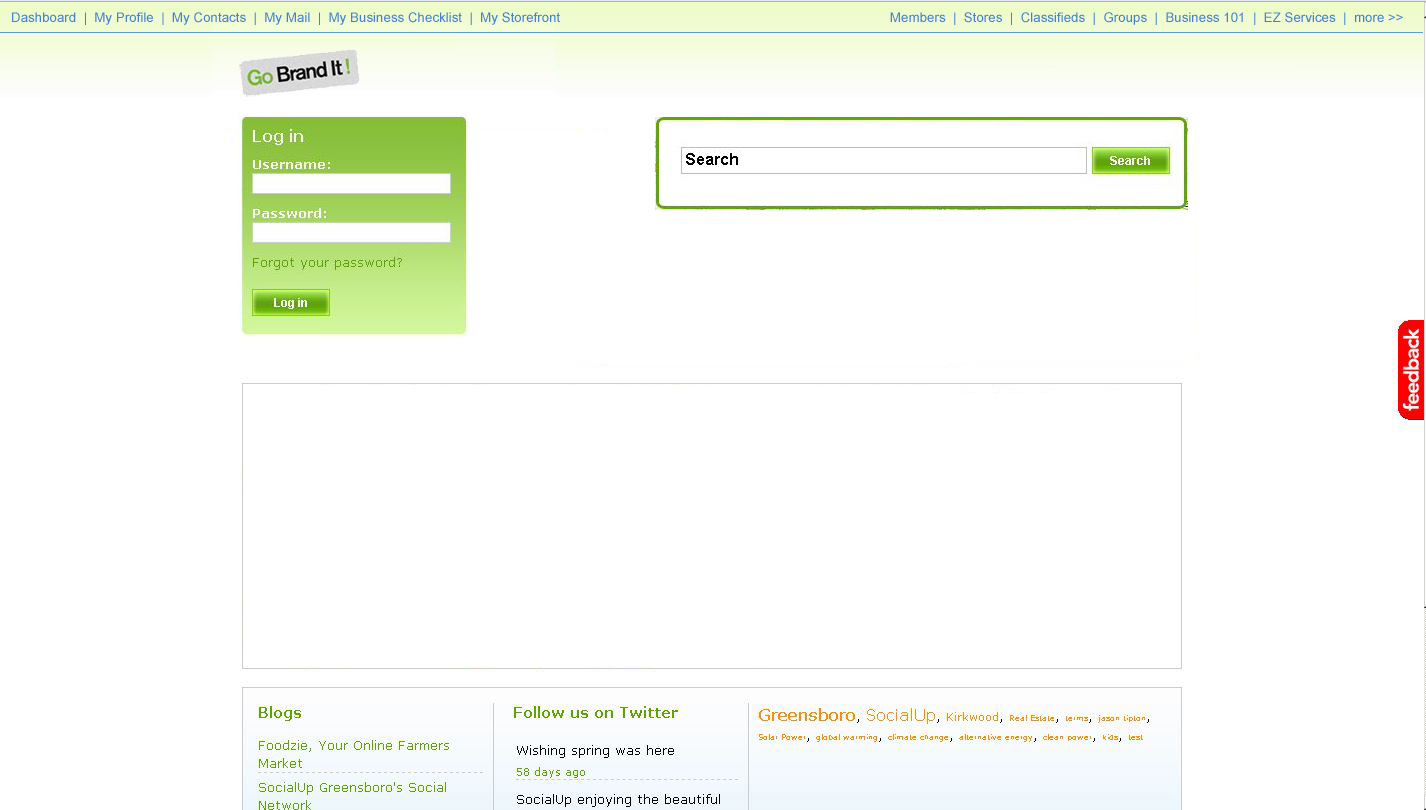 Dashboard | My Profile | My Contacts | My Mail | My Business Checklist | My Storefront
Members | Stores | Classifieds | Groups | Business 101 | EZ Services | more >>
Go Brand It!
Log in
Username:
Password:
Forgot your password?
Log in
Search
Search
feedback
Blogs
Foodzie, Your Online Farmers
Market
SocialUp Greensboro's Social
Network
Follow us on Twitter
Wishing spring was here
58 days ago
SocialUp enjoying the beautiful
Greensboro, SocialUp, Kirkwood, Real Estate, terms, jason tipton,
Solar Power, global warming, climate change, alternative energy, clean power, kids, test